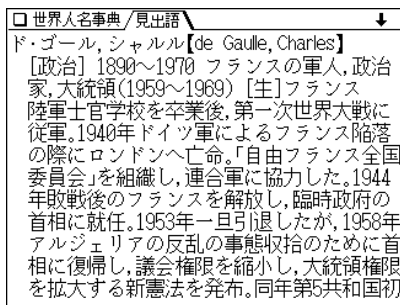 □ 世界人名事典/見出語
ド・ゴール,シャルル【de Gaulle,Charles】
[政治] 1890〜1970 フランスの軍人,政治
家,大統領(1959〜1969) [生]フランス
陸軍士官学校を卒業後,第一次世界大戦に
従軍。1940年ドイツ軍によるフランス陥落
の際にロンドンへ亡命。「自由フランス全国
委員会」を組織し,連合軍に協力した。1944
年敗戦後のフランスを解放し,臨時政府の
首相に就任。1953年一旦引退したが,1958年
アルジェリアの反乱の事態収拾のために首
相に復帰し,議会権限を縮小し,大統領権限
を拡大する新憲法を発布。同年第5共和国初